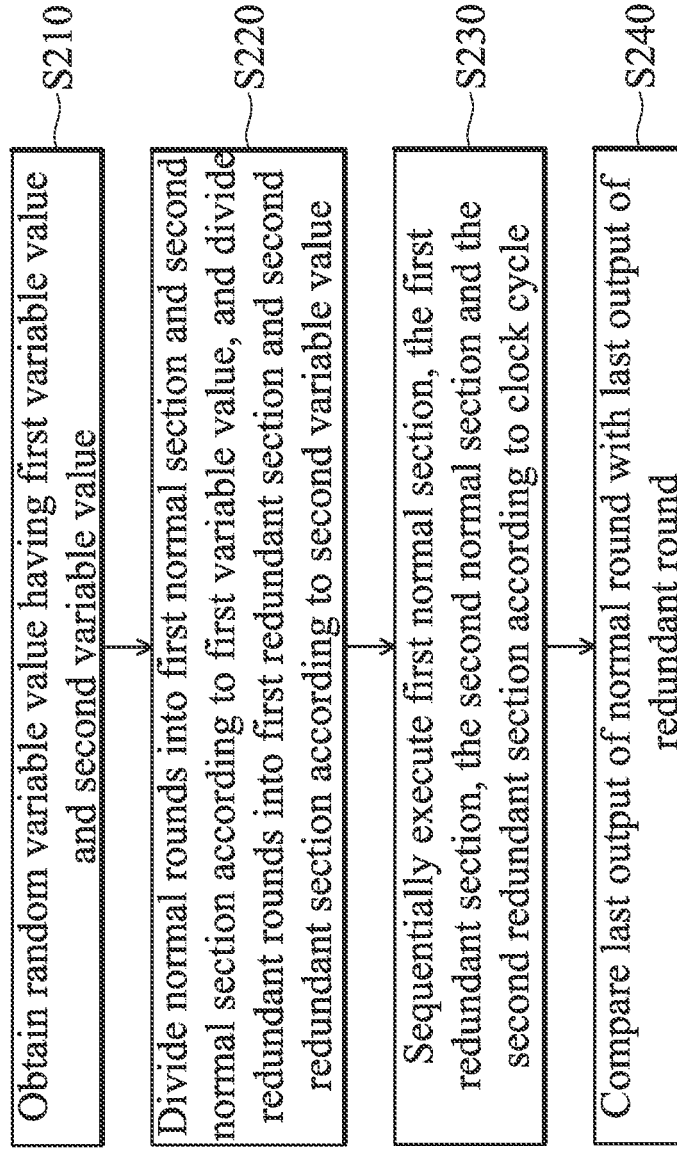 Obtain random variable value having first variable value
and second variable value
S210
Divide normal rounds into first normal section and second
normal section according to first variable value, and divide
redundant rounds into first redundant section and second
redundant section according to second variable value
S220
Sequentially execute first normal section, the first
redundant section, the second normal section and the
second redundant section according to clock cycle
S230
Compare last output of normal round with last output of
redundant round
S240